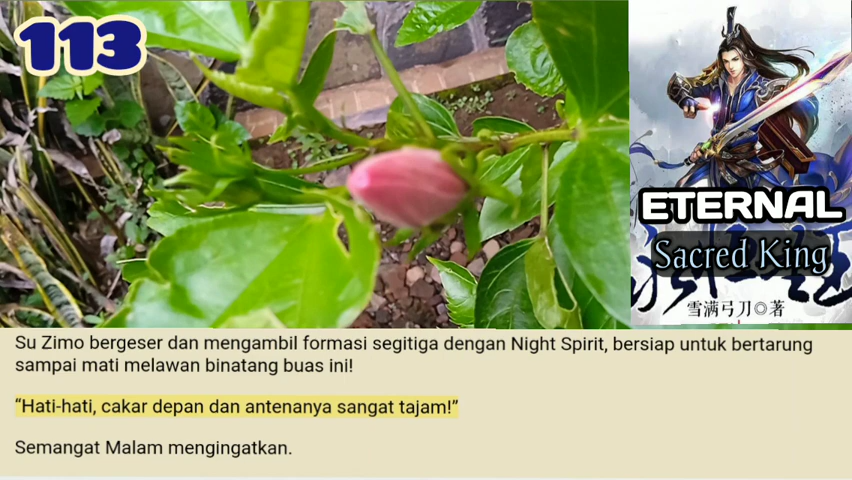 113
ETERNAL
Sacred King
雪满弓刀◎著
Su Zimo bergeser dan mengambil formasi segitiga dengan Night Spirit, bersiap untuk bertarung
sampai mati melawan binatang buas ini!
“Hati-hati, cakar depan dan antenanya sangat tajam!”
Semangat Malam mengingatkan.